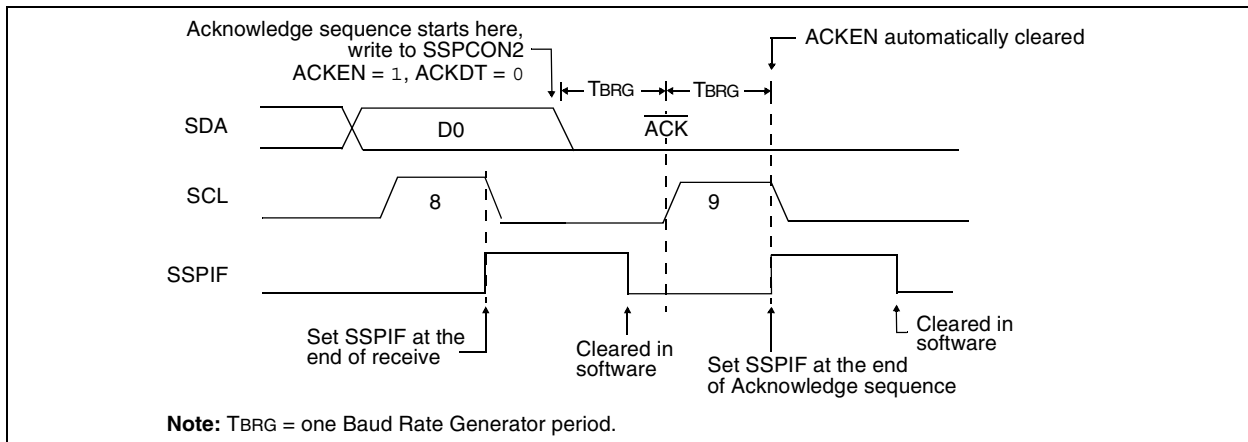 Acknowledge sequence starts here,
write to SSPCON2
ACKEN = 1, ACKDT = 0
ACKEN automatically cleared
TBRG
TBRG
SDA
D0
ACK
SCL
8
9
SSPIF
Set SSPIF at the
end of receive
Cleared in
software
Set SSPIF at the end
of Acknowledge sequence
Cleared in
software
Note: TBRG = one Baud Rate Generator period.